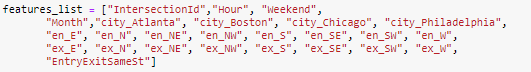 features_list = ["IntersectionId","Hour", "Weekend",
"Month","city_Atlanta", "city_Boston", "city_Chicago", "city_Philadelphia",
"en_E", "en_N", "en_NE", "en_NW", "en_S", "en_SE", "en_SW", "en_W",
"ex_E", "ex_N", "ex_NE", "ex_NW", "ex_S", "ex_SE", "ex_SW", "ex_W",
"EntryExitSameSt"]